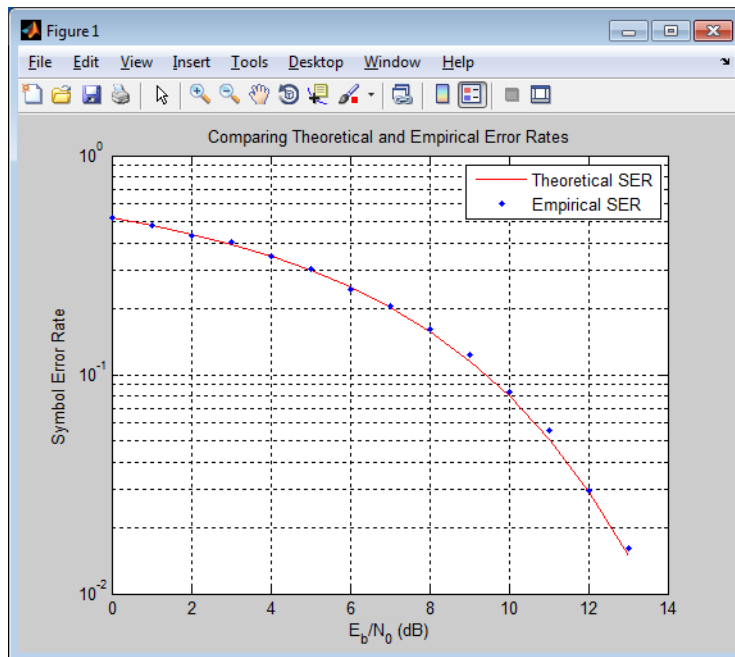 Figure 1
File Edit View Insert Tools Desktop Window Help
Comparing Theoretical and Empirical Error Rates
10^0
Theoretical SER
Empirical SER
Symbol Error Rate
10^-1
10^-2
0 2 4 6 8 10 12 14
E_b/N_0 (dB)